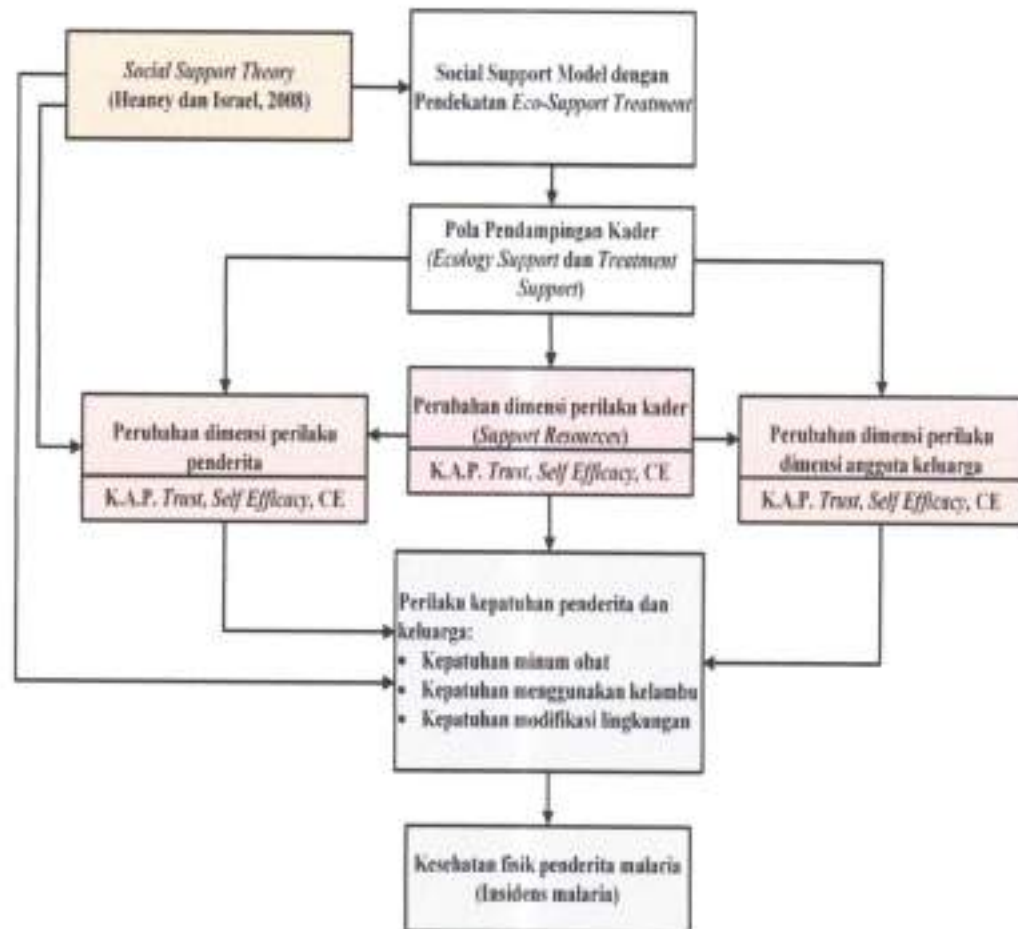 Social Support Theory
(Heaney dan Israel, 2008)
Social Support Model dengan
Pendekatan Eco-Support Treatment
Pola Pendampingan Kader
(Ecology Support dan Treatment
Support)
Perubahan dimensi perilaku
penderita
K.A.P. Trust, Self Efficacy, CE
Perubahan dimensi perilaku kader
(Support Resources)
K.A.P. Trust, Self Efficacy, CE
Perubahan dimensi perilaku
dimensi anggota keluarga
K.A.P. Trust, Self Efficacy, CE
Perilaku kepatuhan penderita dan
keluarga:
• Kepatuhan minum obat
• Kepatuhan menggunakan kelambu
• Kepatuhan modifikasi lingkungan
Kesehatan fisik penderita malaria
(Insidens malaria)